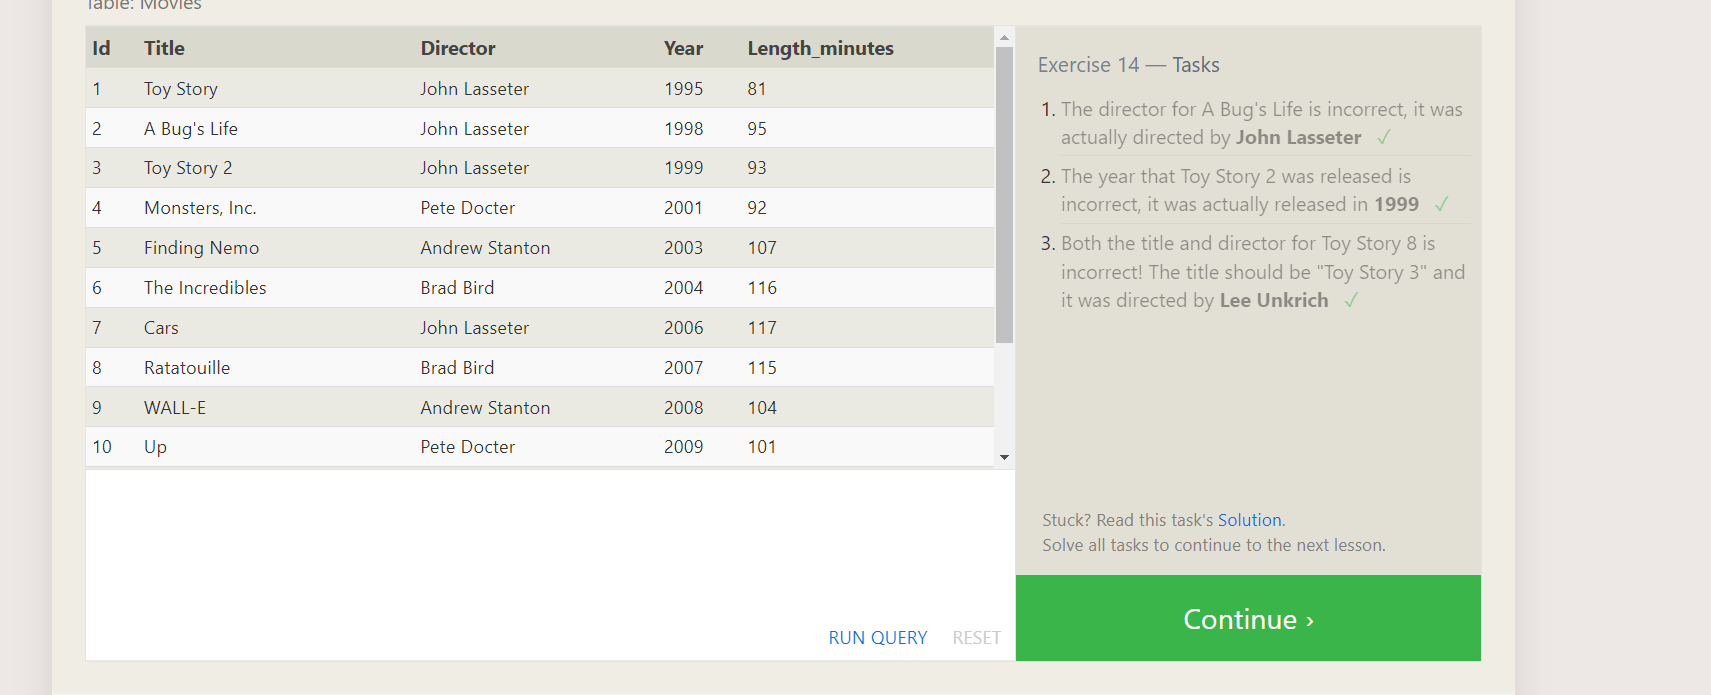 Table: Movies
Id Title Director Year Length_minutes
1 Toy Story John Lasseter 1995 81
2 A Bug's Life John Lasseter 1998 95
3 Toy Story 2 John Lasseter 1999 93
4 Monsters, Inc. Pete Docter 2001 92
5 Finding Nemo Andrew Stanton 2003 107
6 The Incredibles Brad Bird 2004 116
7 Cars John Lasseter 2006 117
8 Ratatouille Brad Bird 2007 115
9 WALL-E Andrew Stanton 2008 104
10 Up Pete Docter 2009 101
RUN QUERY RESET
Exercise 14 — Tasks
1. The director for A Bug's Life is incorrect, it was
actually directed by John Lasseter ✓
2. The year that Toy Story 2 was released is
incorrect, it was actually released in 1999 ✓
3. Both the title and director for Toy Story 8 is
incorrect! The title should be "Toy Story 3" and
it was directed by Lee Unkrich ✓
Stuck? Read this task's Solution.
Solve all tasks to continue to the next lesson.
Continue ›